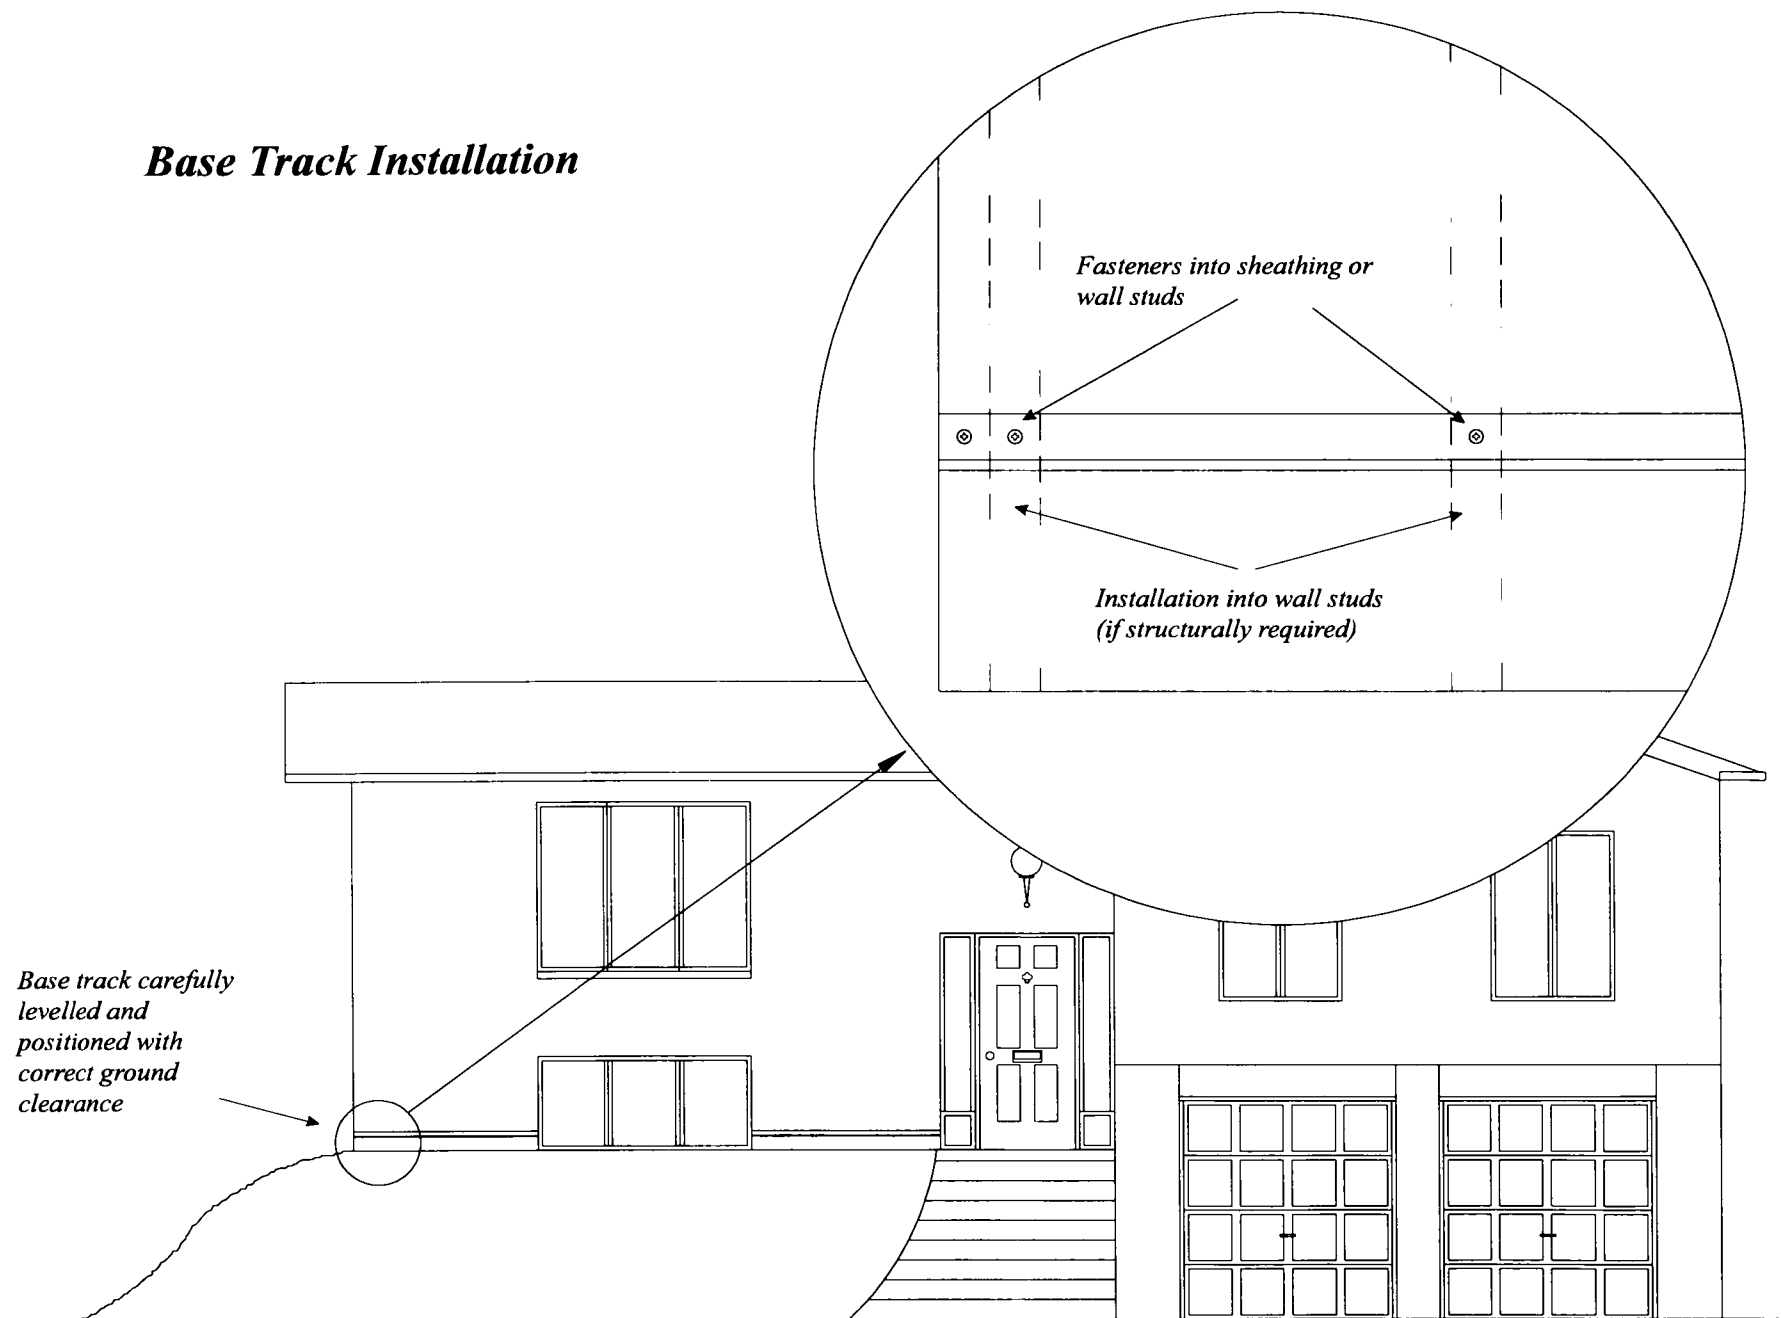 Base Track Installation
Fasteners into sheathing or
wall studs
Installation into wall studs
(if structurally required)
Base track carefully
levelled and
positioned with
correct ground
clearance